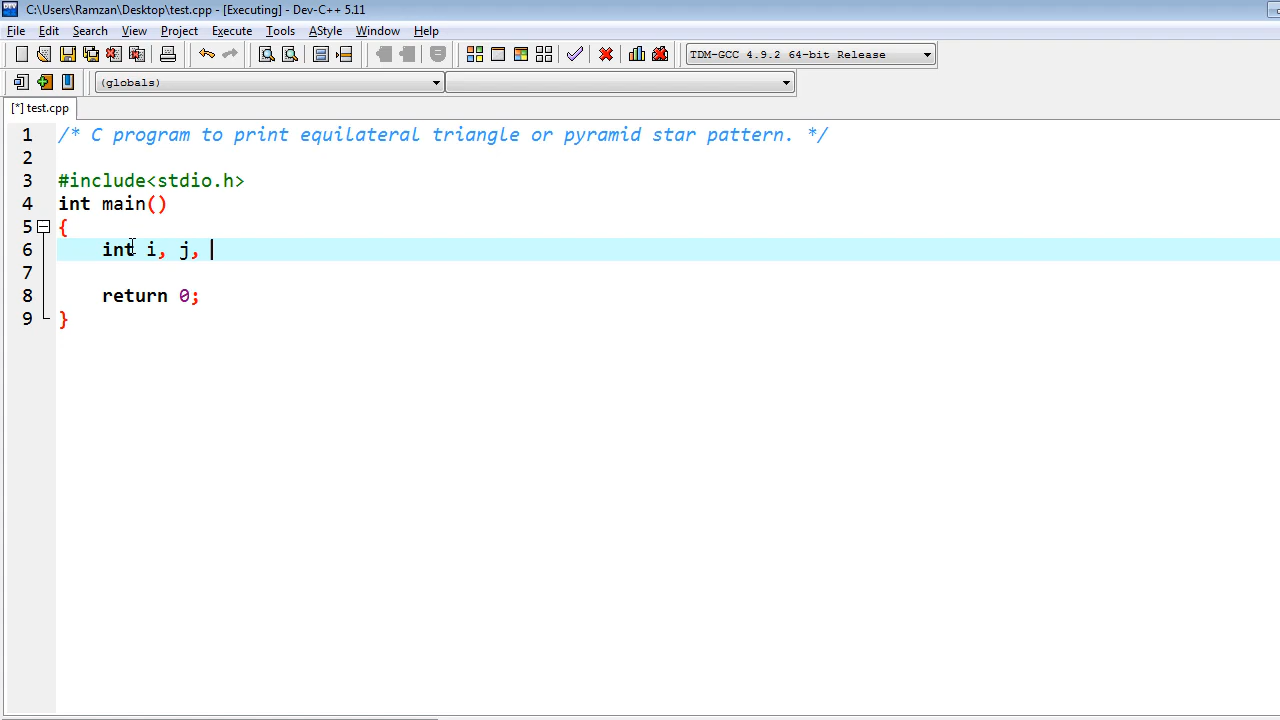 C:\Users\Ramzan\Desktop\test.cpp - [Executing] - Dev-C++ 5.11
File Edit Search View Project Execute Tools AStyle Window Help
TDM-GCC 4.9.2 64-bit Release
(globals)
[*] test.cpp
1 /* C program to print equilateral triangle or pyramid star pattern. */
2
3 #include<stdio.h>
4 int main()
5 {
6 int i, j,
7
8 return 0;
9 }